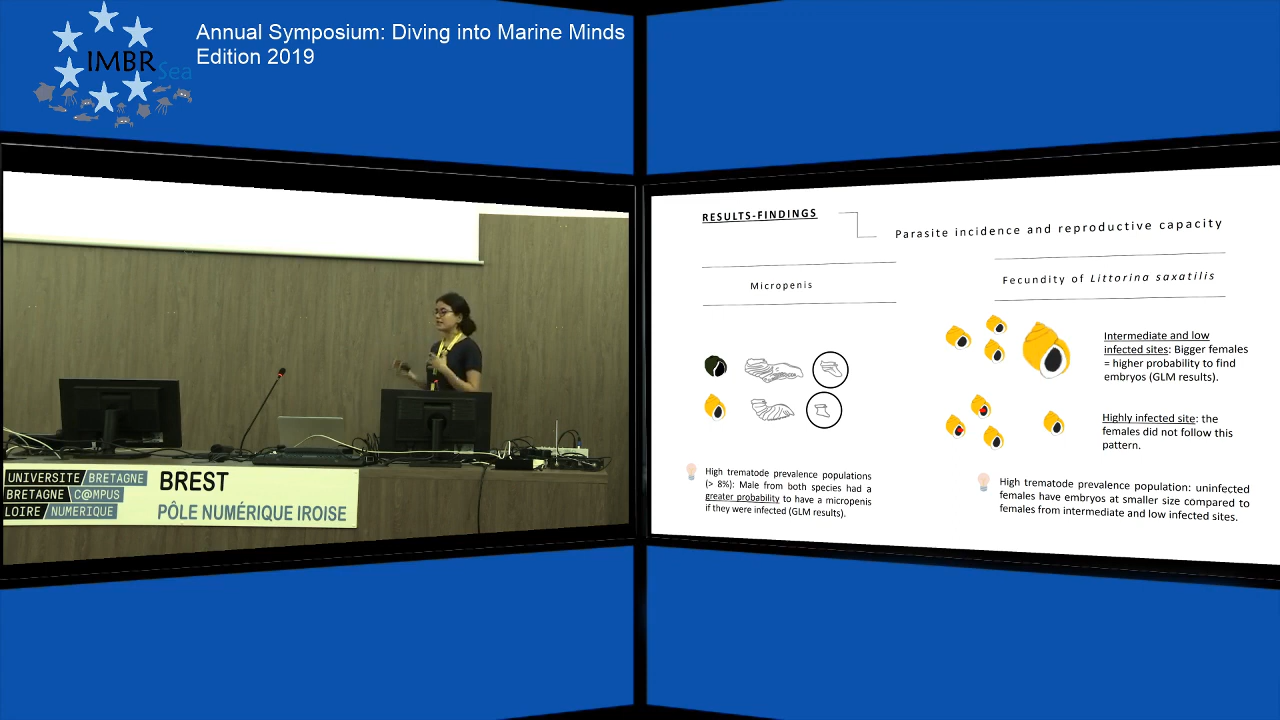 Annual Symposium: Diving into Marine Minds
Edition 2019
IMBRSea
UNIVERSITE/BRETAGNE
BRETAGNE/C@MPUS
LOIRE/NUMERIQUE
BREST
PÔLE NUMÉRIQUE IROISE
RESULTS-FINDINGS
Parasite incidence and reproductive capacity
Micropenis
Fecundity of Littorina saxatilis
Intermediate and low
infected sites: Bigger females
= higher probability to find
embryos (GLM results).
Highly infected site: the
females did not follow this
pattern.
High trematode prevalence populations
(> 8%): Male from both species had a
greater probability to have a micropenis
if they were infected (GLM results).
High trematode prevalence population: uninfected
females have embryos at smaller size compared to
females from intermediate and low infected sites.